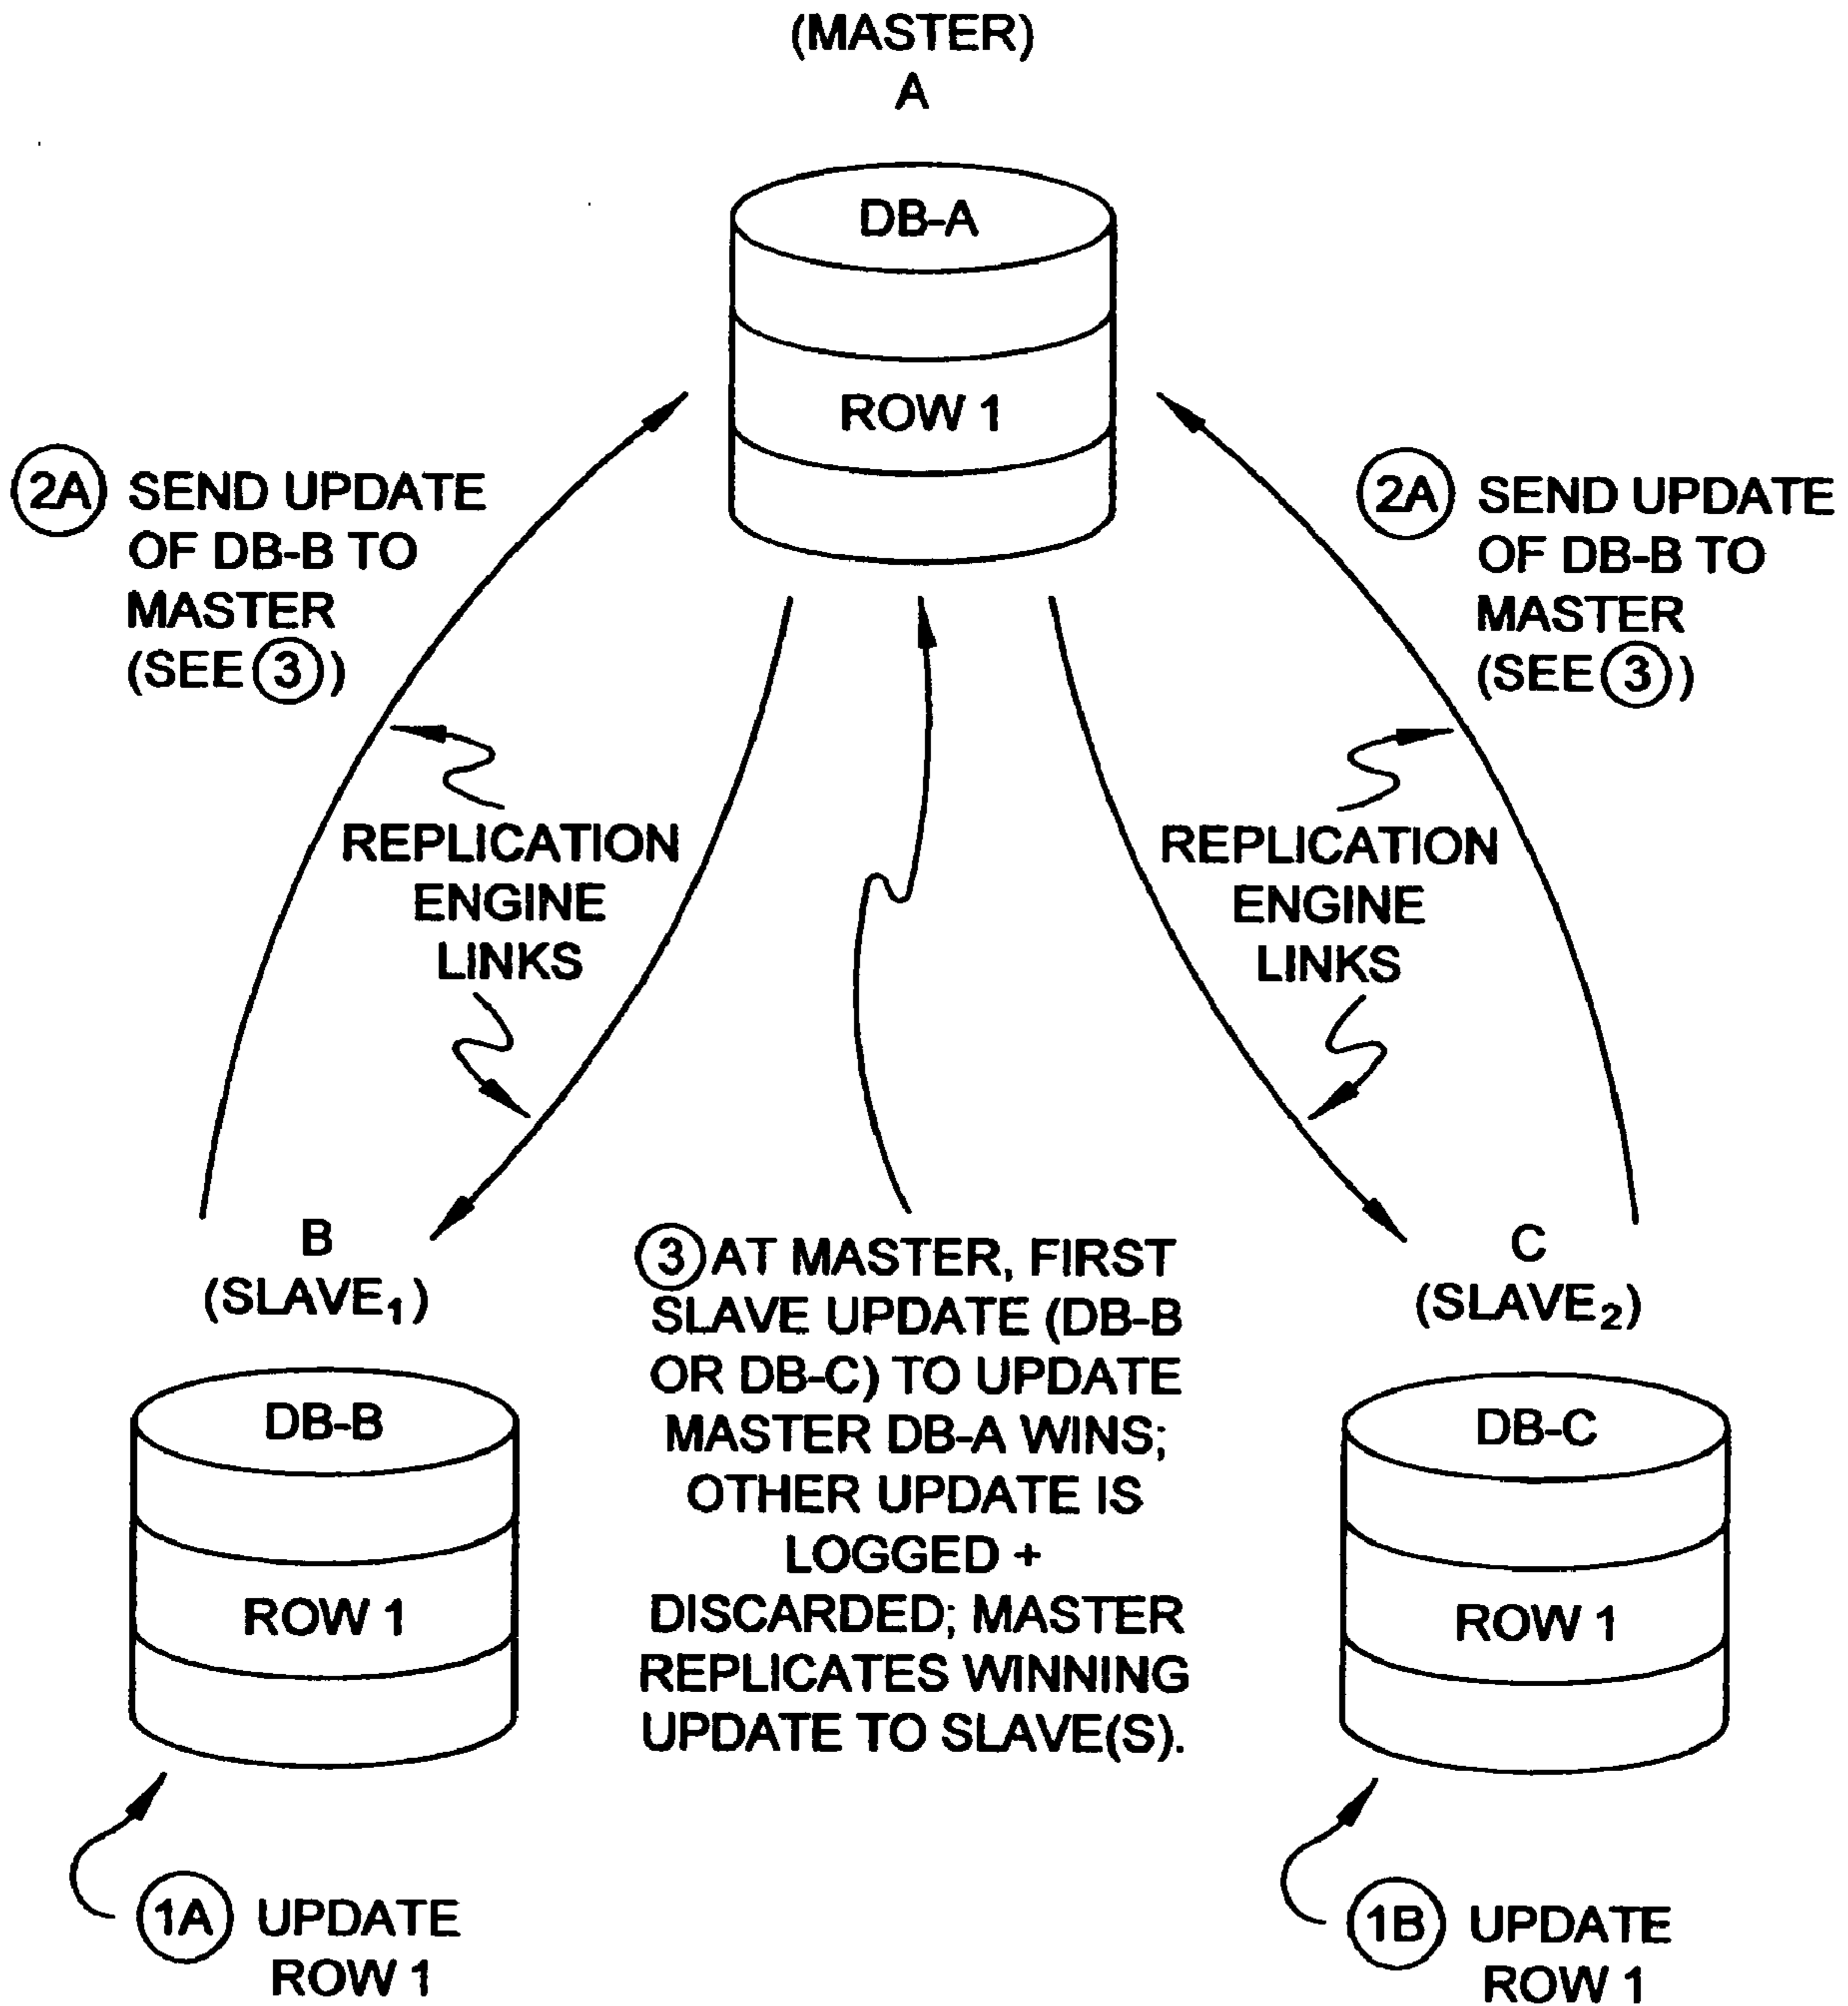 (MASTER)
A
DB-A
ROW 1
2A SEND UPDATE
OF DB-B TO
MASTER
(SEE 3)
2A SEND UPDATE
OF DB-B TO
MASTER
(SEE 3)
REPLICATION
ENGINE
LINKS
REPLICATION
ENGINE
LINKS
B
(SLAVE₁)
DB-B
ROW 1
3 AT MASTER, FIRST
SLAVE UPDATE (DB-B
OR DB-C) TO UPDATE
MASTER DB-A WINS;
OTHER UPDATE IS
LOGGED +
DISCARDED; MASTER
REPLICATES WINNING
UPDATE TO SLAVE(S).
C
(SLAVE₂)
DB-C
ROW 1
1A UPDATE
ROW 1
1B UPDATE
ROW 1